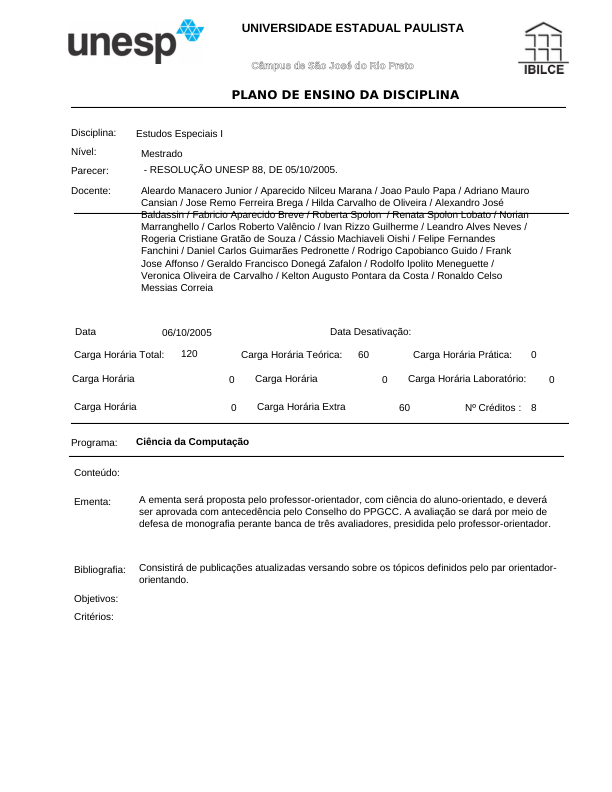 unesp
UNIVERSIDADE ESTADUAL PAULISTA
Câmpus de São José do Rio Preto
IBILCE
PLANO DE ENSINO DA DISCIPLINA
Disciplina: Estudos Especiais I
Nível: Mestrado
Parecer: - RESOLUÇÃO UNESP 88, DE 05/10/2005.
Docente: Aleardo Manacero Junior / Aparecido Nilceu Marana / Joao Paulo Papa / Adriano Mauro
Cansian / Jose Remo Ferreira Brega / Hilda Carvalho de Oliveira / Alexandro José
Baldassin / Fabricio Aparecido Breve / Roberta Spolon / Renata Spolon Lobato / Norian
Marranghello / Carlos Roberto Valêncio / Ivan Rizzo Guilherme / Leandro Alves Neves /
Rogeria Cristiane Gratão de Souza / Cássio Machiaveli Oishi / Felipe Fernandes
Fanchini / Daniel Carlos Guimarães Pedronette / Rodrigo Capobianco Guido / Frank
Jose Affonso / Geraldo Francisco Donegá Zafalon / Rodolfo Ipolito Meneguette /
Veronica Oliveira de Carvalho / Kelton Augusto Pontara da Costa / Ronaldo Celso
Messias Correia
Data 06/10/2005 Data Desativação:
Carga Horária Total: 120 Carga Horária Teórica: 60 Carga Horária Prática: 0
Carga Horária 0 Carga Horária 0 Carga Horária Laboratório: 0
Carga Horária 0 Carga Horária Extra 60 Nº Créditos : 8
Programa: Ciência da Computação
Conteúdo:
Ementa: A ementa será proposta pelo professor-orientador, com ciência do aluno-orientado, e deverá
ser aprovada com antecedência pelo Conselho do PPGCC. A avaliação se dará por meio de
defesa de monografia perante banca de três avaliadores, presidida pelo professor-orientador.
Bibliografia: Consistirá de publicações atualizadas versando sobre os tópicos definidos pelo par orientador-
orientando.
Objetivos:
Critérios: